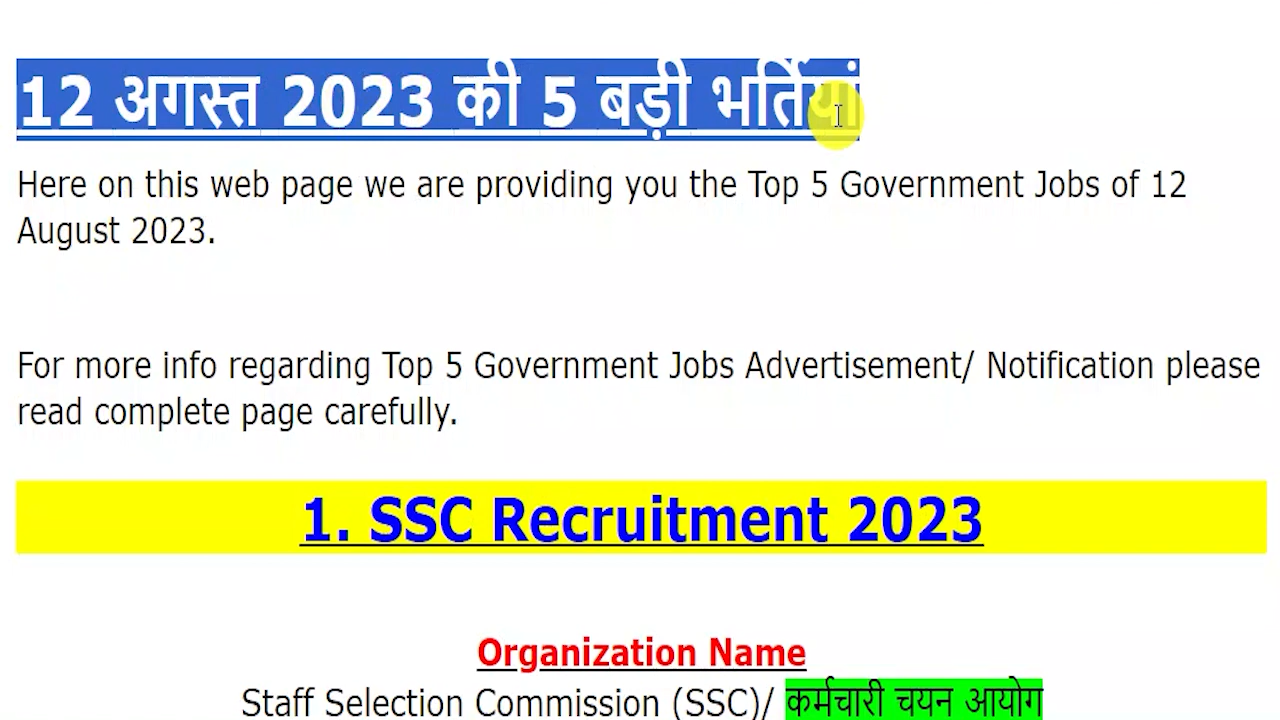 12 अगस्त 2023 की 5 बड़ी भर्तियां
Here on this web page we are providing you the Top 5 Government Jobs of 12
August 2023.
For more info regarding Top 5 Government Jobs Advertisement/ Notification please
read complete page carefully.
1. SSC Recruitment 2023
Organization Name
Staff Selection Commission (SSC)/ कर्मचारी चयन आयोग